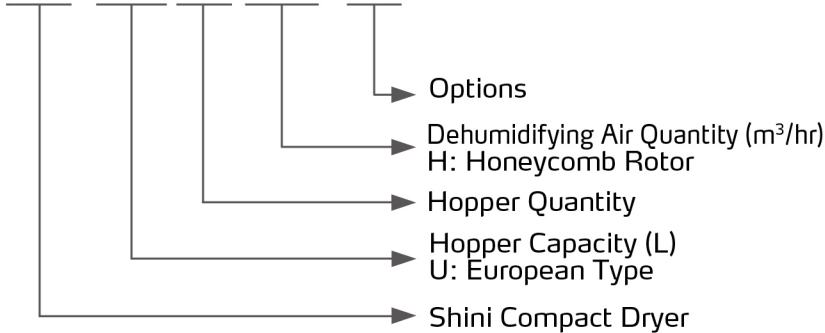 Options
Dehumidifying Air Quantity (m³/hr)
H: Honeycomb Rotor
Hopper Quantity
Hopper Capacity (L)
U: European Type
Shini Compact Dryer